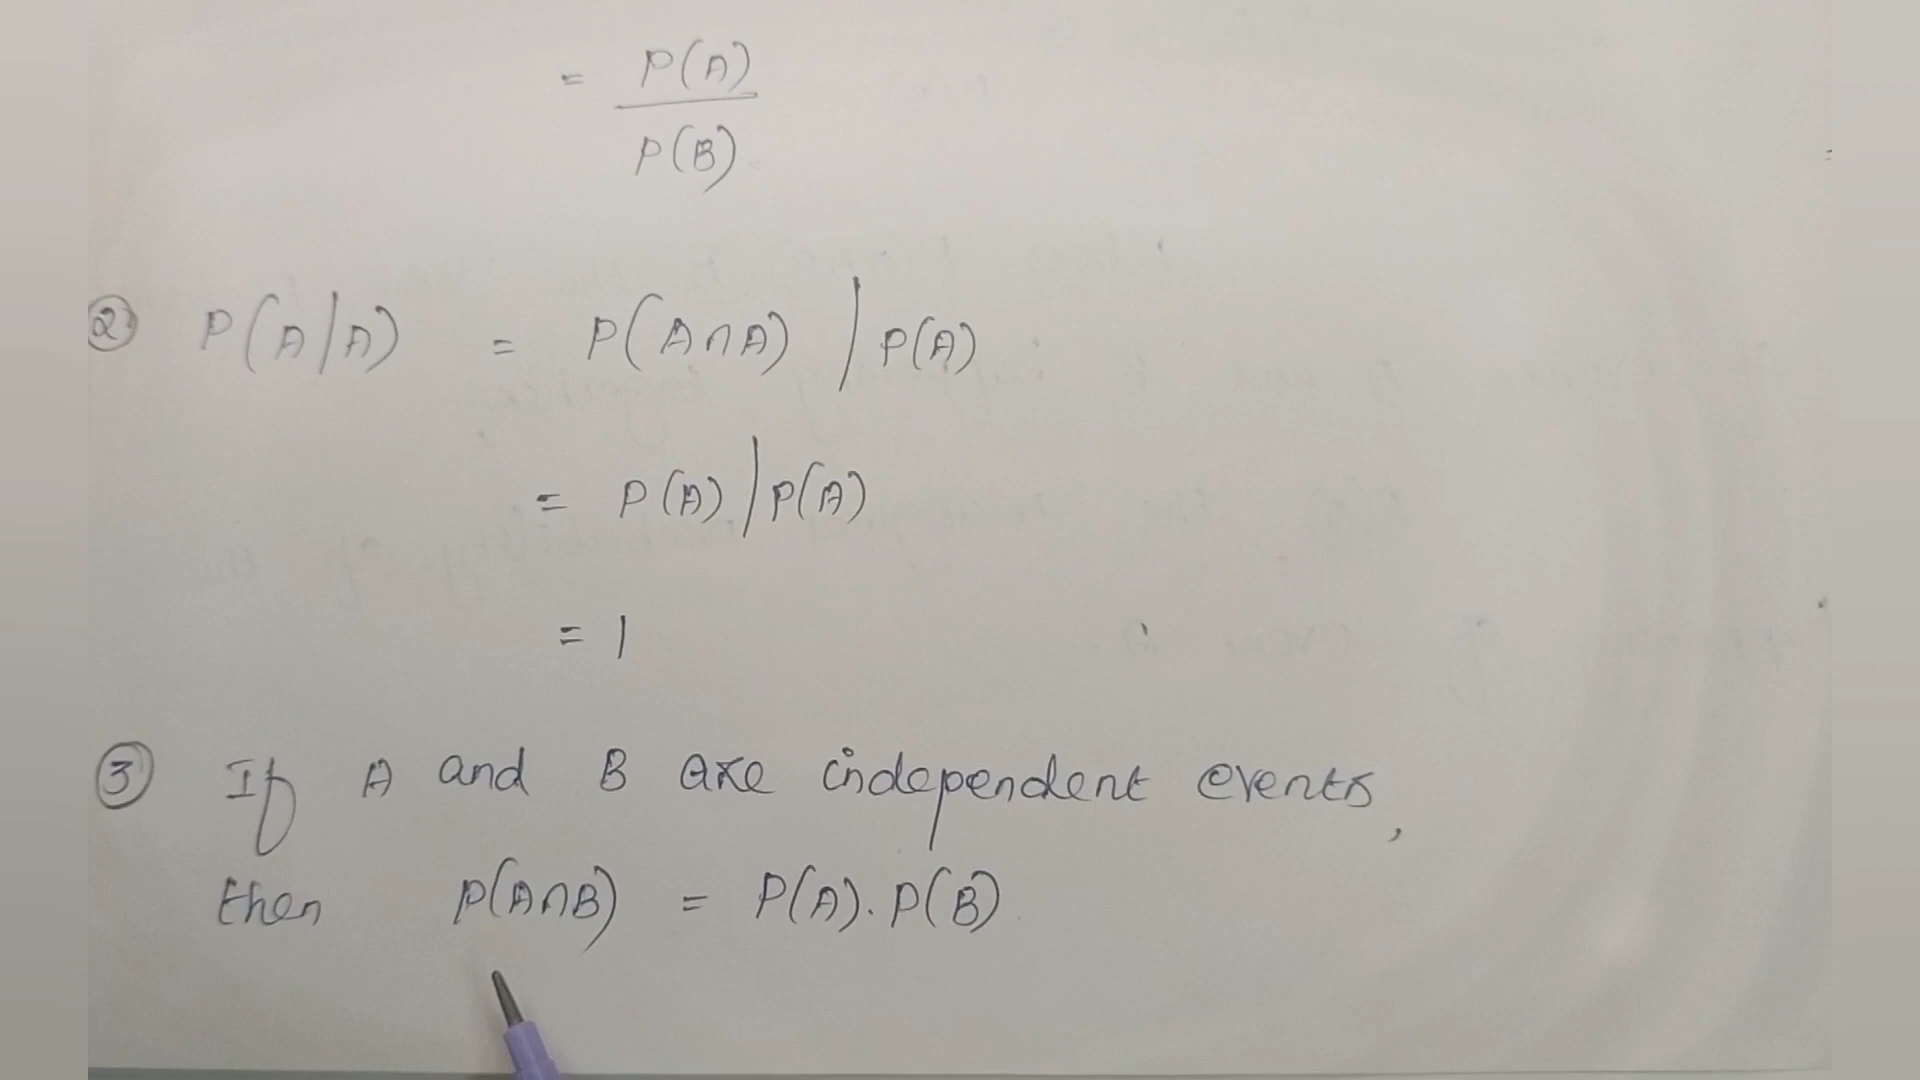 = P(A)
P(B)
② P(A/A) = P(A∩A) / P(A)
= P(A) / P(A)
= 1
③ If A and B are independent events,
then P(A∩B) = P(A). P(B)